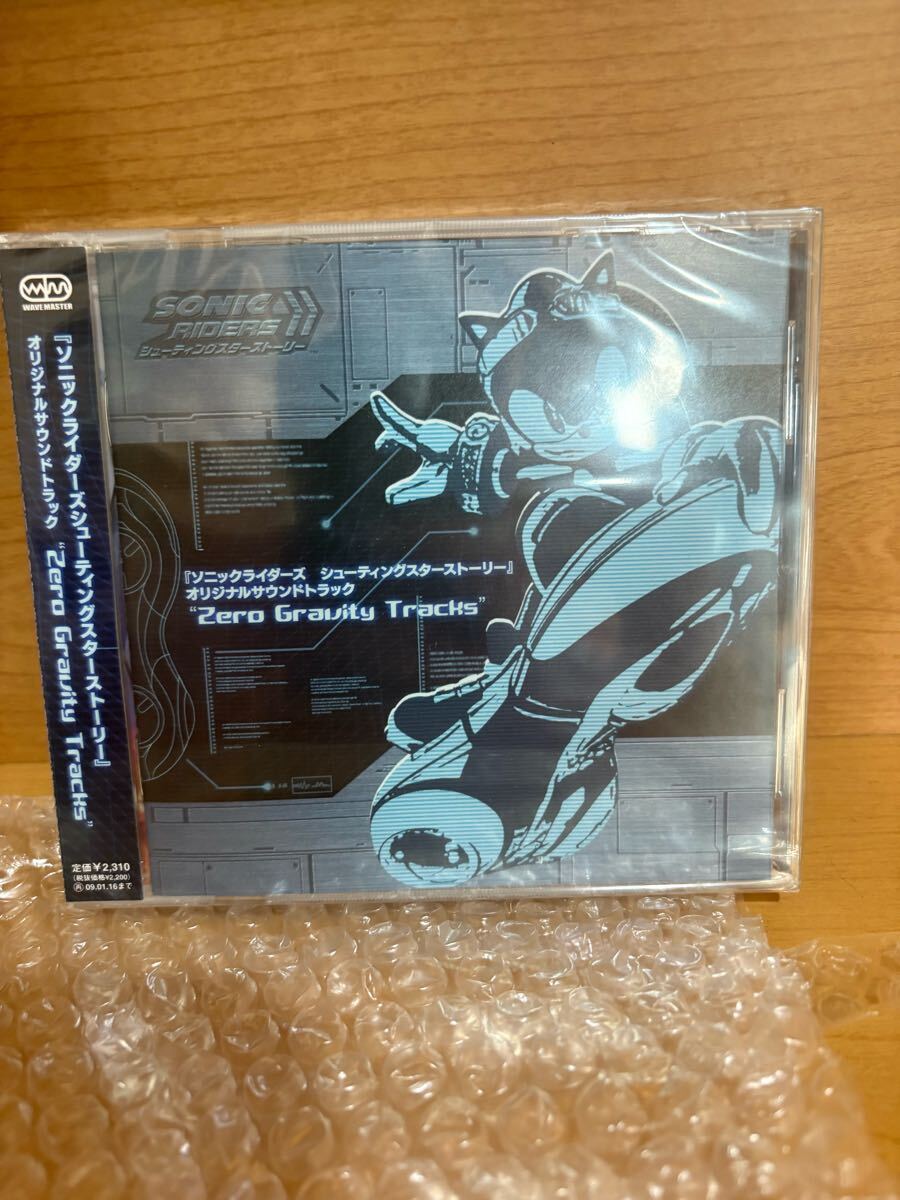 WAVE MASTER
『ソニックライダーズシューティングスターストーリー』
オリジナルサウンドトラック “Zero Gravity Tracks”
定価¥2,310
(税抜価格¥2,200)
再 09.01.16まで
SONIC
RIDERS
シューティングスターストーリー
『ソニックライダーズ シューティングスターストーリー』
オリジナルサウンドトラック
“Zero Gravity Tracks”